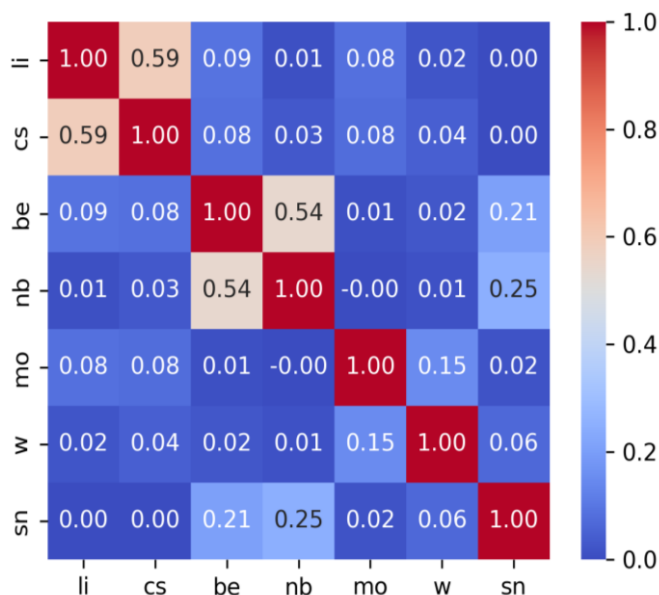 li 1.00 0.59 0.09 0.01 0.08 0.02 0.00
cs 0.59 1.00 0.08 0.03 0.08 0.04 0.00
be 0.09 0.08 1.00 0.54 0.01 0.02 0.21
nb 0.01 0.03 0.54 1.00 -0.00 0.01 0.25
mo 0.08 0.08 0.01 -0.00 1.00 0.15 0.02
w 0.02 0.04 0.02 0.01 0.15 1.00 0.06
sn 0.00 0.00 0.21 0.25 0.02 0.06 1.00
li cs be nb mo w sn
1.0
0.8
0.6
0.4
0.2
0.0